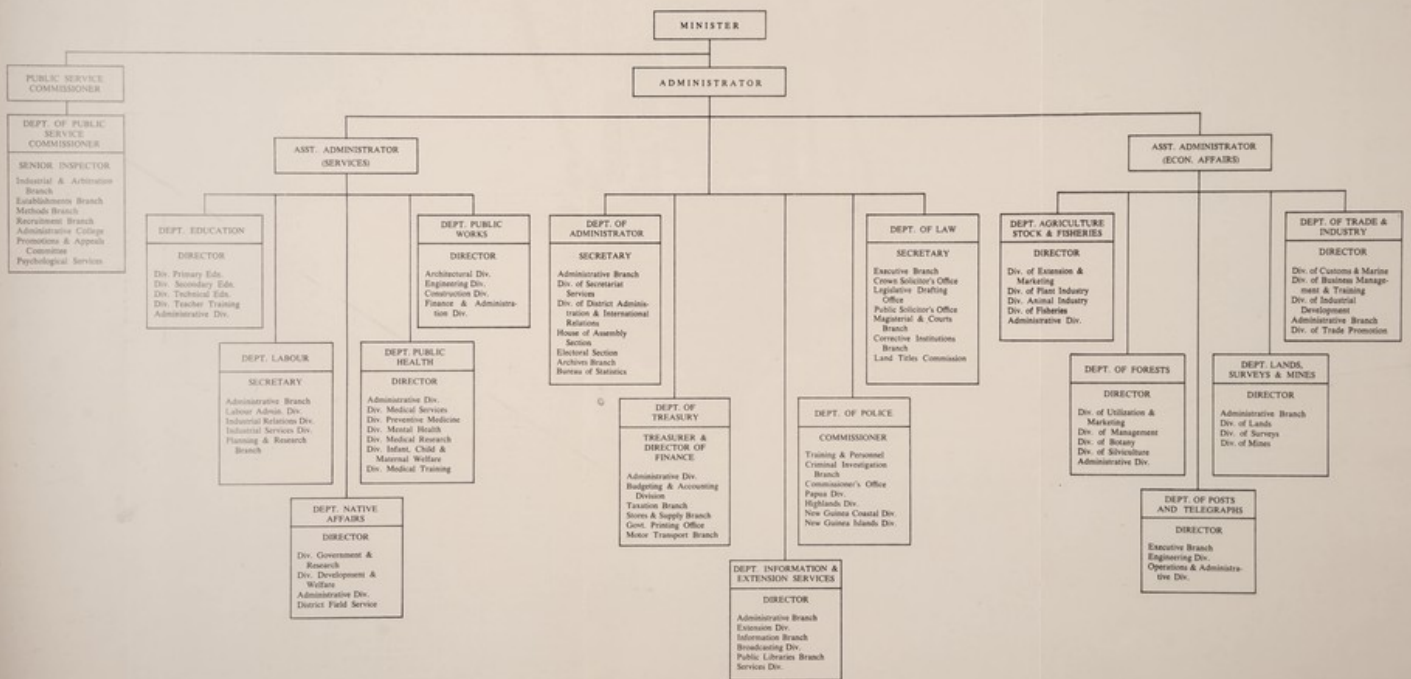 MINISTER
PUBLIC SERVICE
COMMISSIONER
ADMINISTRATOR
DEPT. OF PUBLIC
SERVICE
COMMISSIONER
SENIOR INSPECTOR
Industrial & Arbitration
Branch
Establishments Branch
Methods Branch
Recruitment Branch
Administrative College
Promotions & Appeals
Committee
Psychological Services
ASST. ADMINISTRATOR
(SERVICES)
ASST. ADMINISTRATOR
(ECON. AFFAIRS)
DEPT. EDUCATION
DIRECTOR
Div. Primary Edn.
Div. Secondary Edn.
Div. Technical Edn.
Div. Teacher Training
Administrative Div.
DEPT. PUBLIC
WORKS
DIRECTOR
Architectural Div.
Engineering Div.
Construction Div.
Finance & Administra-
tion Div.
DEPT. OF
ADMINISTRATOR
SECRETARY
Administrative Branch
Div. of Secretariat
Services
Div. of District Adminis-
tration & International
Relations
House of Assembly
Section
Electoral Section
Archives Branch
Bureau of Statistics
DEPT. OF LAW
SECRETARY
Executive Branch
Crown Solicitor's Office
Legislative Drafting
Office
Public Solicitor's Office
Magisterial & Courts
Branch
Corrective Institutions
Branch
Land Titles Commission
DEPT. AGRICULTURE
STOCK & FISHERIES
DIRECTOR
Div. of Extension &
Marketing
Div. of Plant Industry
Div. Animal Industry
Div. of Fisheries
Administrative Div.
DEPT. OF TRADE &
INDUSTRY
DIRECTOR
Div. of Customs & Marine
Div. of Business Manage-
ment & Training
Div. of Industrial
Development
Administrative Branch
Div. of Trade Promotion
DEPT. LABOUR
SECRETARY
Administrative Branch
Labour Admin. Div.
Industrial Relations Div.
Industrial Services Div.
Planning & Research
Branch
DEPT. PUBLIC
HEALTH
DIRECTOR
Administrative Div.
Div. Medical Services
Div. Preventive Medicine
Div. Mental Health
Div. Medical Research
Div. Infant, Child &
Maternal Welfare
Div. Medical Training
DEPT. OF
TREASURY
TREASURER &
DIRECTOR OF
FINANCE
Administrative Div.
Budgeting & Accounting
Division
Taxation Branch
Stores & Supply Branch
Govt. Printing Office
Motor Transport Branch
DEPT. OF POLICE
COMMISSIONER
Training & Personnel
Criminal Investigation
Branch
Commissioner's Office
Papua Div.
Highlands Div.
New Guinea Coastal Div.
New Guinea Islands Div.
DEPT. OF FORESTS
DIRECTOR
Div. of Utilization &
Marketing
Div. of Management
Div. of Botany
Div. of Silviculture
Administrative Div.
DEPT. LANDS,
SURVEYS & MINES
DIRECTOR
Administrative Branch
Div. of Lands
Div. of Surveys
Div. of Mines
DEPT. NATIVE
AFFAIRS
DIRECTOR
Div. Government &
Research
Div. Development &
Welfare
Administrative Div.
District Field Service
DEPT. INFORMATION &
EXTENSION SERVICES
DIRECTOR
Administrative Branch
Extension Div.
Information Branch
Broadcasting Div.
Public Libraries Branch
Services Div.
DEPT. OF POSTS
AND TELEGRAPHS
DIRECTOR
Executive Branch
Engineering Div.
Operations & Administra-
tive Div.